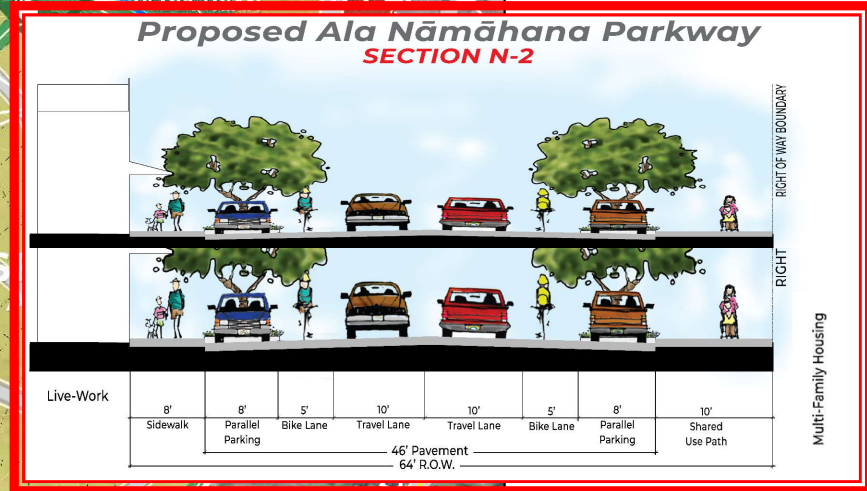 Proposed Ala Nāmāhana Parkway
SECTION N-2
RIGHT OF WAY BOUNDARY
RIGHT
Multi-Family Housing
Live-Work
8' 8' 5' 10' 10' 5' 8' 10'
Sidewalk Parallel Bike Lane Travel Lane Travel Lane Bike Lane Parallel Shared
Parking Parking Use Path
46' Pavement
64' R.O.W.